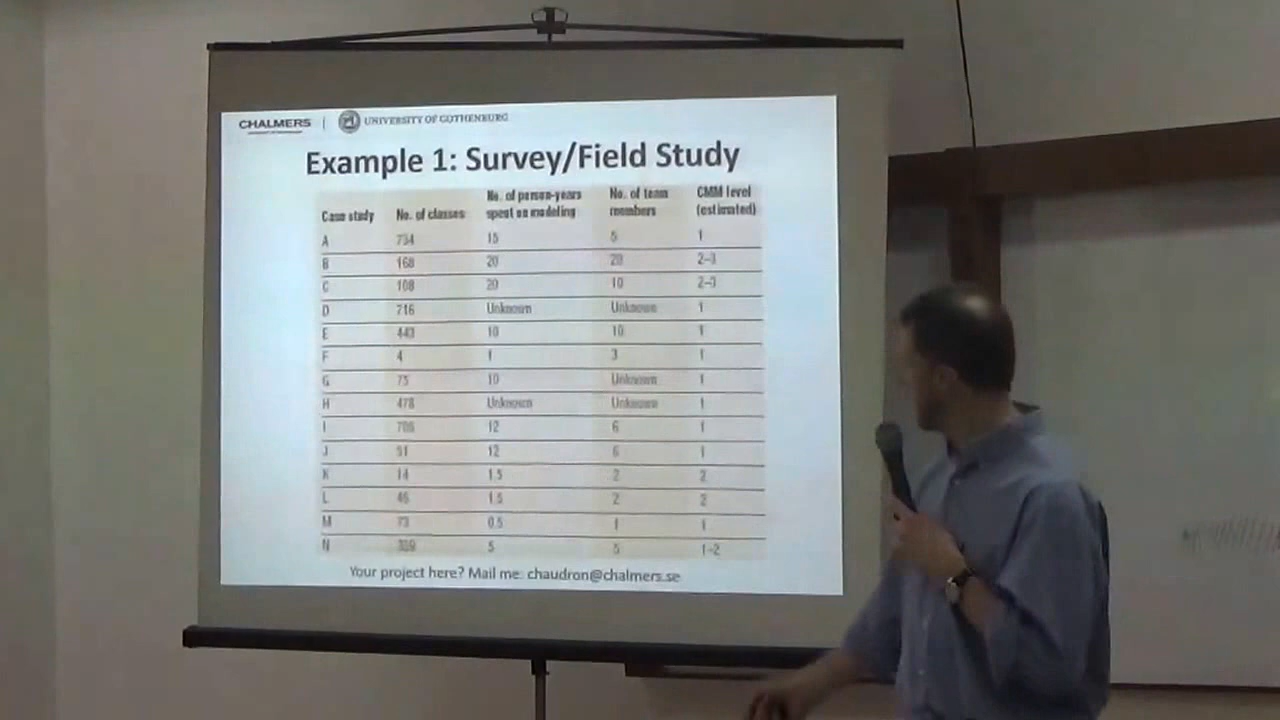 CHALMERS | UNIVERSITY OF GOTHENBURG
Example 1: Survey/Field Study
Case study No. of classes No. of person-years spent on modeling No. of team members CMM level (estimated)
A 734 15 5 1
B 168 20 20 2–3
C 108 20 10 2–3
D 216 Unknown Unknown 1
E 443 10 10 1
F 4 1 3 1
G 75 10 Unknown 1
H 478 Unknown Unknown 1
I 12 6 1
J 51 12 6 1
K 14 1.5 2 2
L 46 1.5 2 2
M 73 0.5 1 1
N 5 5 1–2
Your project here? Mail me: chaudron@chalmers.se